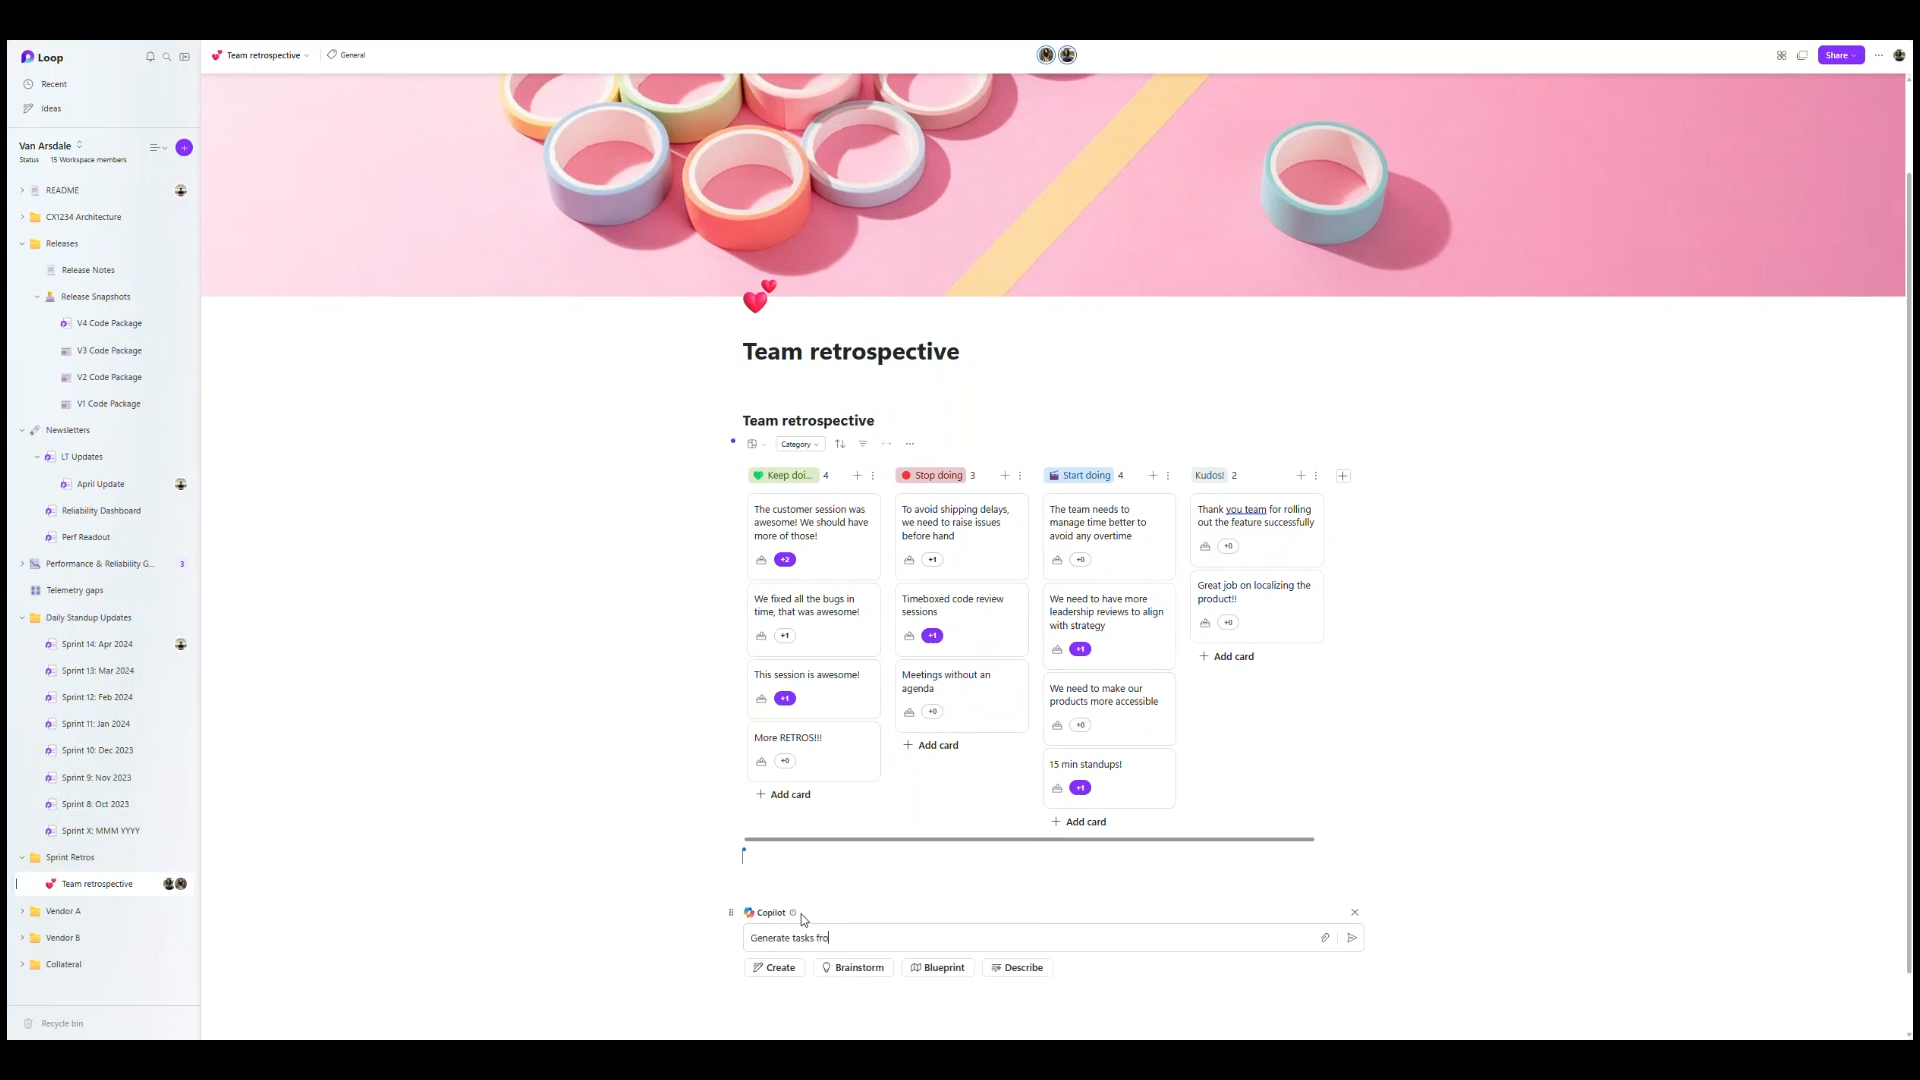 Loop
Recent
Ideas
Van Arsdale
Status 15 Workspace members
README
CX1234 Architecture
Releases
Release Notes
Release Snapshots
V4 Code Package
V3 Code Package
V2 Code Package
V1 Code Package
Newsletters
LT Updates
April Update
Reliability Dashboard
Perf Readout
Performance & Reliability G... 3
Telemetry gaps
Daily Standup Updates
Sprint 14: Apr 2024
Sprint 13: Mar 2024
Sprint 12: Feb 2024
Sprint 11: Jan 2024
Sprint 10: Dec 2023
Sprint 9: Nov 2023
Sprint 8: Oct 2023
Sprint X: MMM YYYY
Sprint Retros
Team retrospective
Vendor A
Vendor B
Collateral
Recycle bin
Team retrospective General
Share
Team retrospective
Team retrospective
Category
Keep doi... 4
The customer session was
awesome! We should have
more of those!
+2
We fixed all the bugs in
time, that was awesome!
+1
This session is awesome!
+1
More RETROS!!!
+0
Add card
Stop doing 3
To avoid shipping delays,
we need to raise issues
before hand
+1
Timeboxed code review
sessions
+1
Meetings without an
agenda
+0
Add card
Start doing 4
The team needs to
manage time better to
avoid any overtime
+0
We need to have more
leadership reviews to align
with strategy
+1
We need to make our
products more accessible
+0
15 min standups!
+1
Add card
Kudos! 2
Thank you team for rolling
out the feature successfully
+0
Great job on localizing the
product!!
+0
Add card
Copilot
Generate tasks fro
Create Brainstorm Blueprint Describe